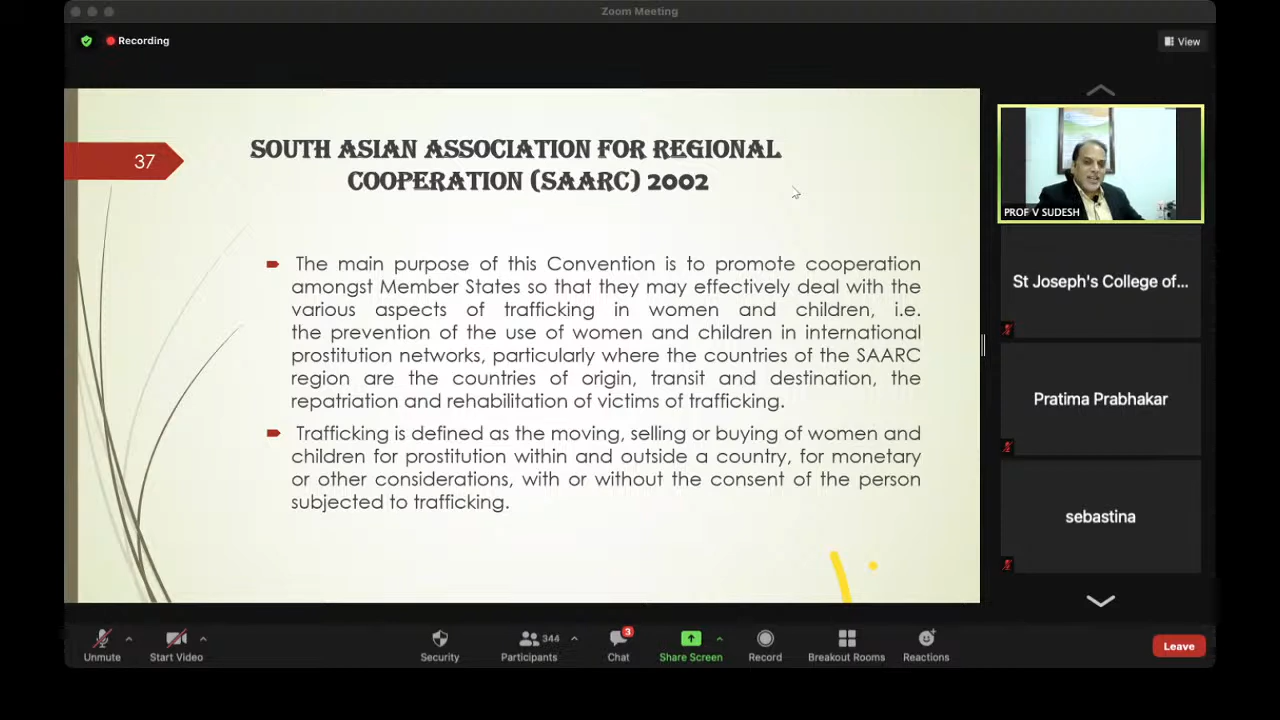 Zoom Meeting
Recording
View
37
SOUTH ASIAN ASSOCIATION FOR REGIONAL
COOPERATION (SAARC) 2002
The main purpose of this Convention is to promote cooperation
amongst Member States so that they may effectively deal with the
various aspects of trafficking in women and children, i.e.
the prevention of the use of women and children in international
prostitution networks, particularly where the countries of the SAARC
region are the countries of origin, transit and destination, the
repatriation and rehabilitation of victims of trafficking.
Trafficking is defined as the moving, selling or buying of women and
children for prostitution within and outside a country, for monetary
or other considerations, with or without the consent of the person
subjected to trafficking.
PROF V SUDESH
St Joseph's College of...
Pratima Prabhakar
sebastina
344
3
Unmute
Start Video
Security
Participants
Chat
Share Screen
Record
Breakout Rooms
Reactions
Leave